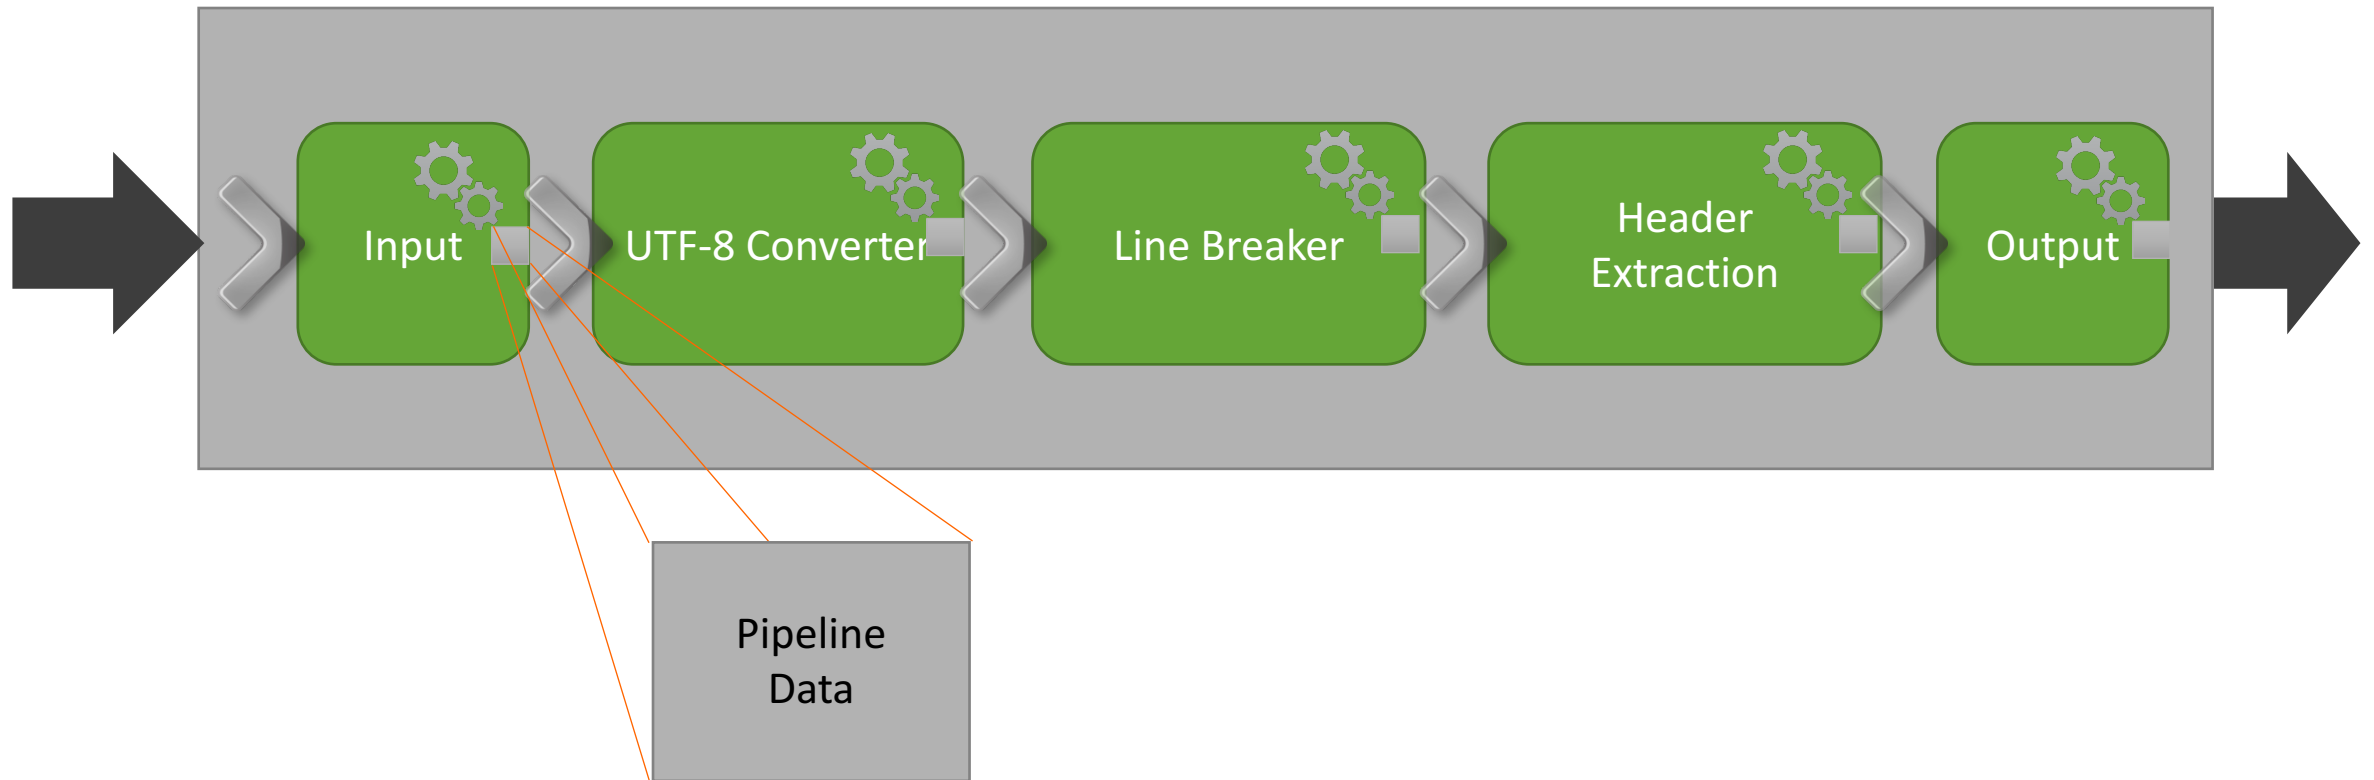 Input
UTF-8 Converter
Line Breaker
Header
Extraction
Output
Pipeline
Data